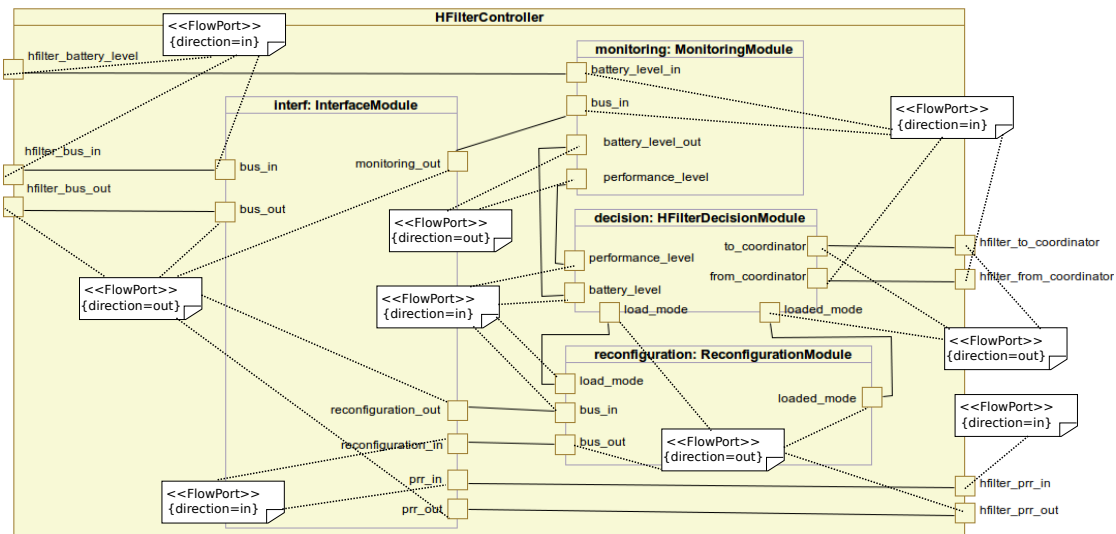 HFilterController
<<FlowPort>>
{direction=in}
hfilter_battery_level
monitoring: MonitoringModule
battery_level_in
bus_in
battery_level_out
performance_level
<<FlowPort>>
{direction=in}
interf: InterfaceModule
hfilter_bus_in
bus_in
monitoring_out
hfilter_bus_out
bus_out
<<FlowPort>>
{direction=out}
decision: HFilterDecisionModule
to_coordinator
hfilter_to_coordinator
performance_level
from_coordinator
hfilter_from_coordinator
<<FlowPort>>
{direction=out}
<<FlowPort>>
{direction=in}
battery_level
load_mode
loaded_mode
<<FlowPort>>
{direction=out}
reconfiguration: ReconfigurationModule
load_mode
loaded_mode
reconfiguration_out
bus_in
<<FlowPort>>
{direction=in}
reconfiguration_in
bus_out
<<FlowPort>>
{direction=out}
prr_in
hfilter_prr_in
<<FlowPort>>
{direction=in}
prr_out
hfilter_prr_out